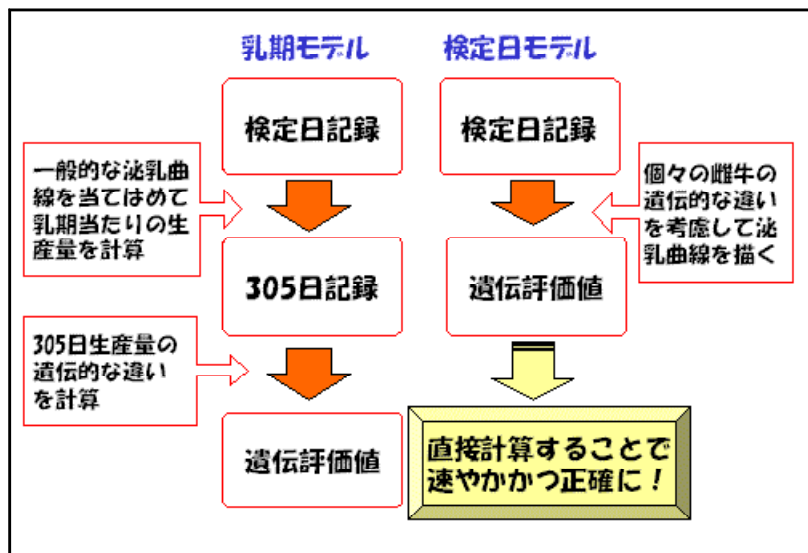 乳期モデル
検定日記録
一般的な泌乳曲
線を当てはめて
乳期当たりの生
産量を計算
305日記録
305日生産量の
遺伝的な違い
を計算
遺伝評価値
検定日モデル
検定日記録
個々の雌牛の
遺伝的な違い
を考慮して泌
乳曲線を描く
遺伝評価値
直接計算することで
速やかかつ正確に!